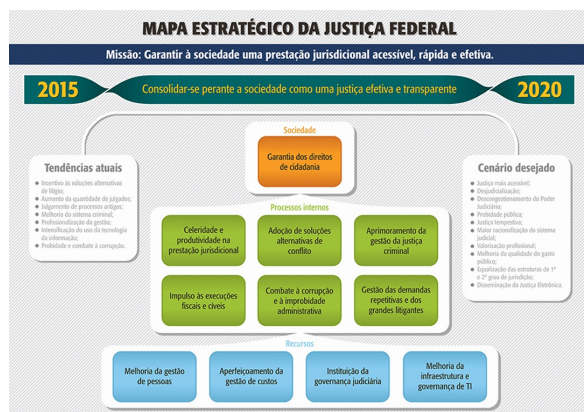 MAPA ESTRATÉGICO DA JUSTIÇA FEDERAL
Missão: Garantir à sociedade uma prestação jurisdicional acessível, rápida e efetiva.
2015
Consolidar-se perante a sociedade como uma justiça efetiva e transparente
2020
Tendências atuais
Incentivo às soluções alternativas
de litígio;
Aumento da quantidade de julgados;
Julgamento de processos antigos;
Melhoria do sistema criminal;
Profissionalização da gestão;
Intensificação do uso da tecnologia
da informação;
Probidade e combate à corrupção.
Sociedade
Garantia dos direitos
de cidadania
Processos internos
Celeridade e
produtividade na
prestação jurisdicional
Adoção de soluções
alternativas de
conflito
Aprimoramento da
gestão da justiça
criminal
Impulso às execuções
fiscais e cíveis
Combate à corrupção
e à improbidade
administrativa
Gestão das demandas
repetitivas e dos
grandes litigantes
Cenário desejado
Justiça mais acessível;
Desjudicialização;
Descongestionamento do Poder
Judiciário;
Probidade pública;
Justiça tempestiva;
Maior racionalização do sistema
judicial;
Valorização profissional;
Melhoria da qualidade do gasto
público;
Equalização das estruturas de 1º
e 2º grau de jurisdição;
Disseminação da Justiça Eletrônica.
Recursos
Melhoria da gestão
de pessoas
Aperfeiçoamento da
gestão de custos
Instituição da
governança judiciária
Melhoria da
infraestrutura e
governança de TI